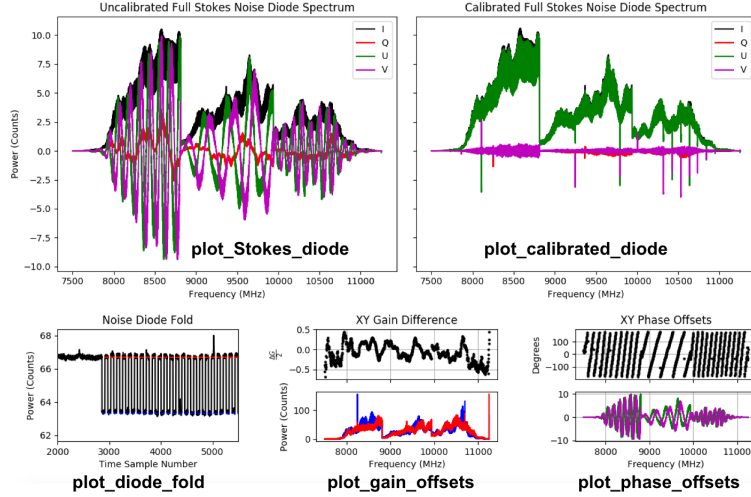 Uncalibrated Full Stokes Noise Diode Spectrum
Calibrated Full Stokes Noise Diode Spectrum
10.0
7.5
5.0
2.5
0.0
−2.5
−5.0
−7.5
−10.0
Power (Counts)
I
Q
U
V
I
Q
U
V
plot_Stokes_diode
plot_calibrated_diode
7500 8000 8500 9000 9500 10000 10500 11000
7500 8000 8500 9000 9500 10000 10500 11000
Frequency (MHz)
Frequency (MHz)
Noise Diode Fold
XY Gain Difference
XY Phase Offsets
68
66
64
62
Power (Counts)
0.5
0.0
−0.5
ΔG
2
100
0
Power (Counts)
100
0
−100
Degrees
10
0
−10
2000 3000 4000 5000
8000 9000 10000 11000
8000 9000 10000 11000
Time Sample Number
Frequency (MHz)
Frequency (MHz)
plot_diode_fold
plot_gain_offsets
plot_phase_offsets